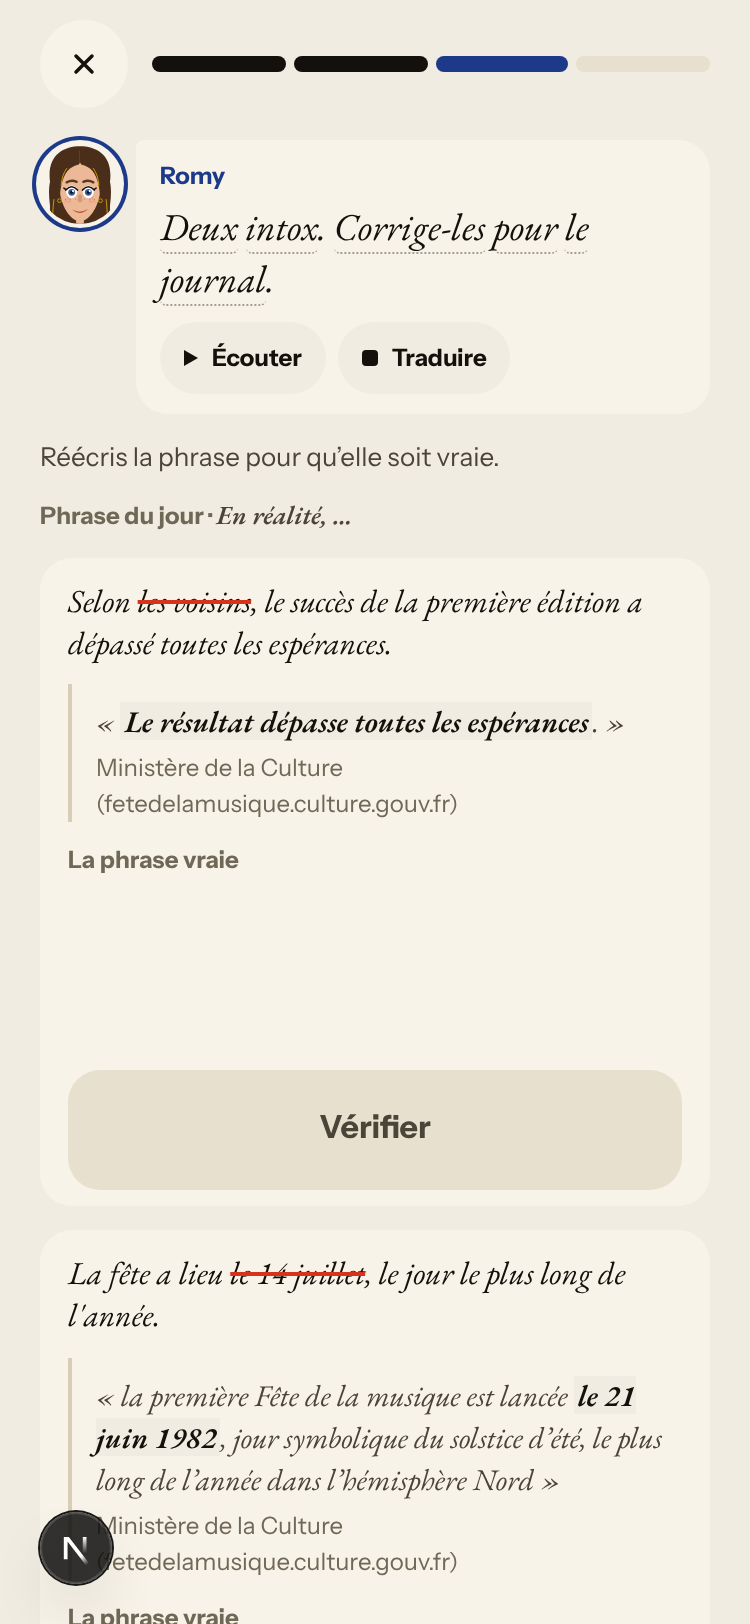 Romy
Deux intox. Corrige-les pour le
journal.
Écouter
Traduire
Réécris la phrase pour qu’elle soit vraie.
Phrase du jour · En réalité, ...
Selon les voisins, le succès de la première édition a
dépassé toutes les espérances.
« Le résultat dépasse toutes les espérances. »
Ministère de la Culture
(fetedelamusique.culture.gouv.fr)
La phrase vraie
Vérifier
La fête a lieu le 14 juillet, le jour le plus long de
l'année.
« la première Fête de la musique est lancée le 21
juin 1982, jour symbolique du solstice d’été, le plus
long de l’année dans l’hémisphère Nord »
Ministère de la Culture
(fetedelamusique.culture.gouv.fr)
N
La phrase vraie